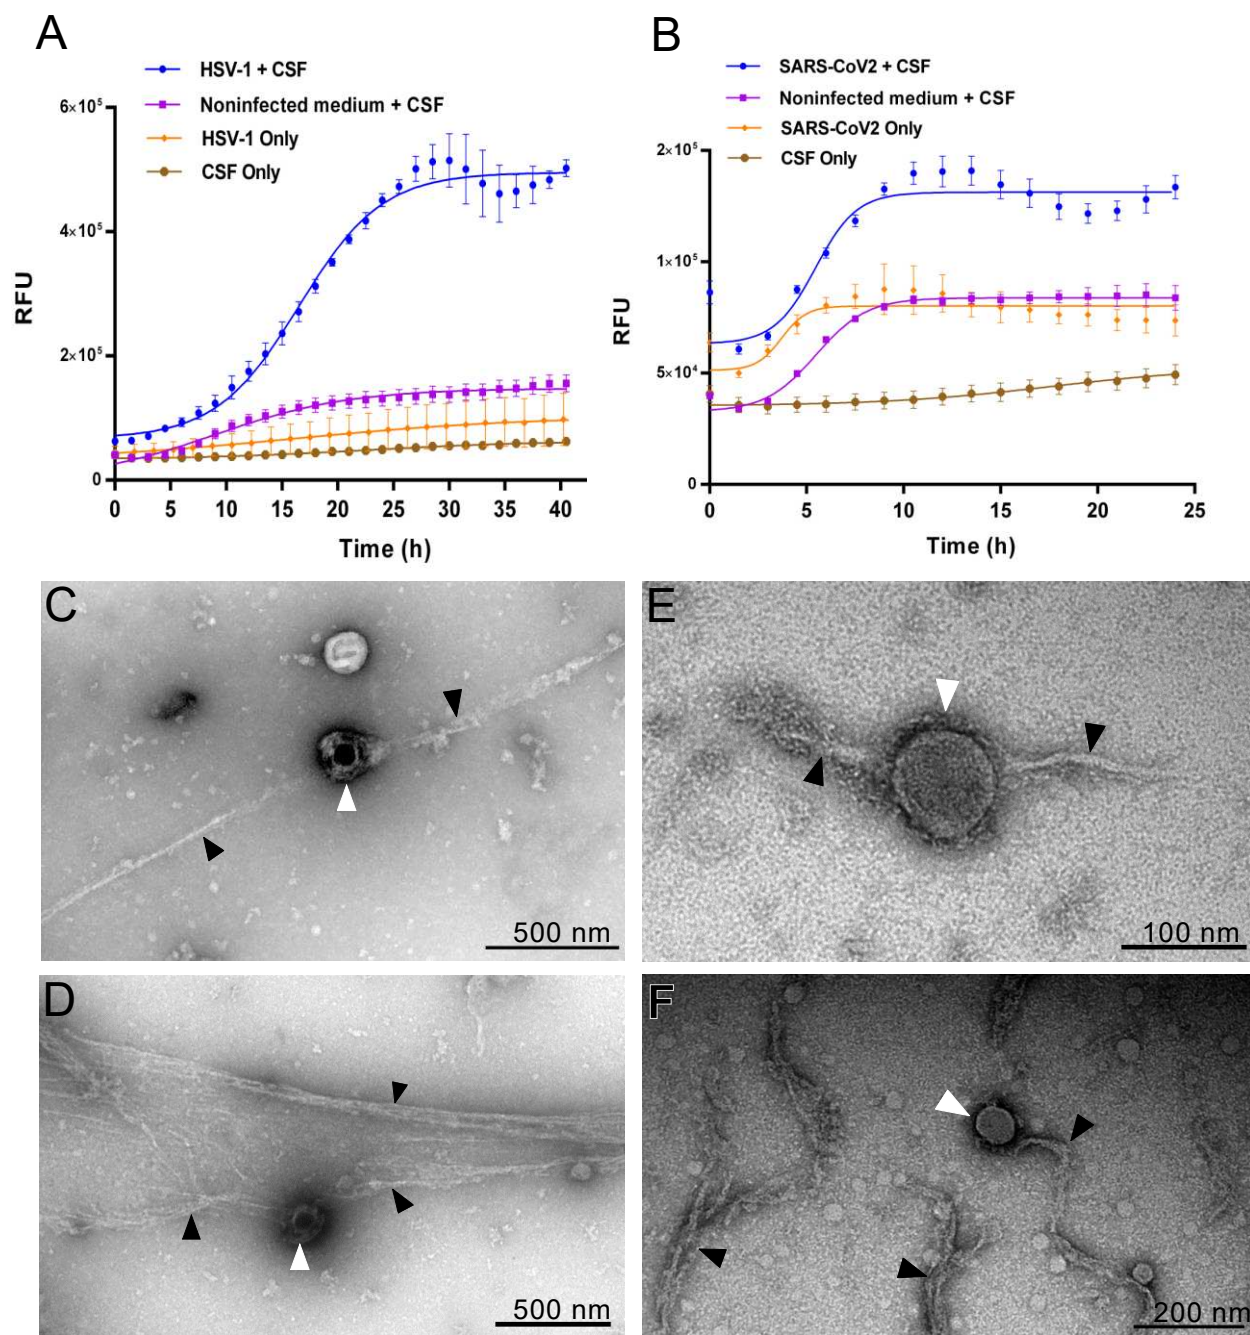 A
HSV-1 + CSF
Noninfected medium + CSF
HSV-1 Only
CSF Only
6×10⁵
4×10⁵
2×10⁵
0
RFU
0 5 10 15 20 25 30 35 40
Time (h)
B
SARS-CoV2 + CSF
Noninfected medium + CSF
SARS-CoV2 Only
CSF Only
2×10⁵
1×10⁵
5×10⁴
0
RFU
0 5 10 15 20 25
Time (h)
C
500 nm
E
100 nm
D
500 nm
F
200 nm